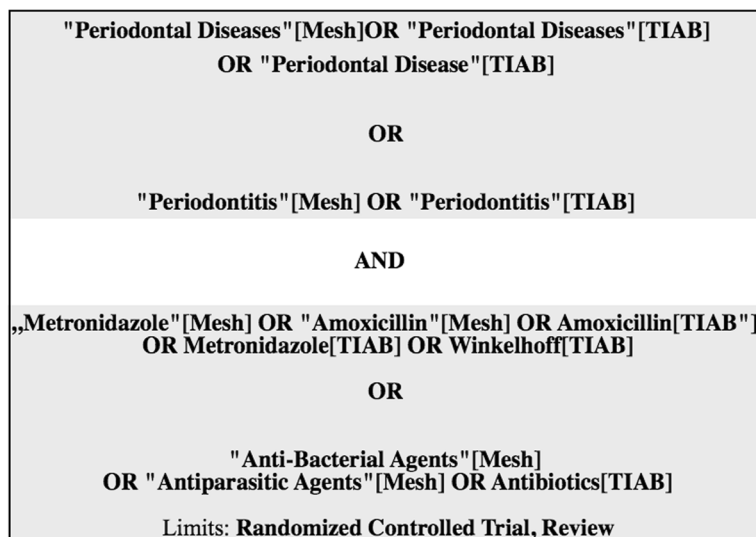 "Periodontal Diseases"[Mesh]OR "Periodontal Diseases"[TIAB]
OR "Periodontal Disease"[TIAB]
OR
"Periodontitis"[Mesh] OR "Periodontitis"[TIAB]
AND
„Metronidazole"[Mesh] OR "Amoxicillin"[Mesh] OR Amoxicillin[TIAB"]
OR Metronidazole[TIAB] OR Winkelhoff[TIAB]
OR
"Anti-Bacterial Agents"[Mesh]
OR "Antiparasitic Agents"[Mesh] OR Antibiotics[TIAB]
Limits: Randomized Controlled Trial, Review